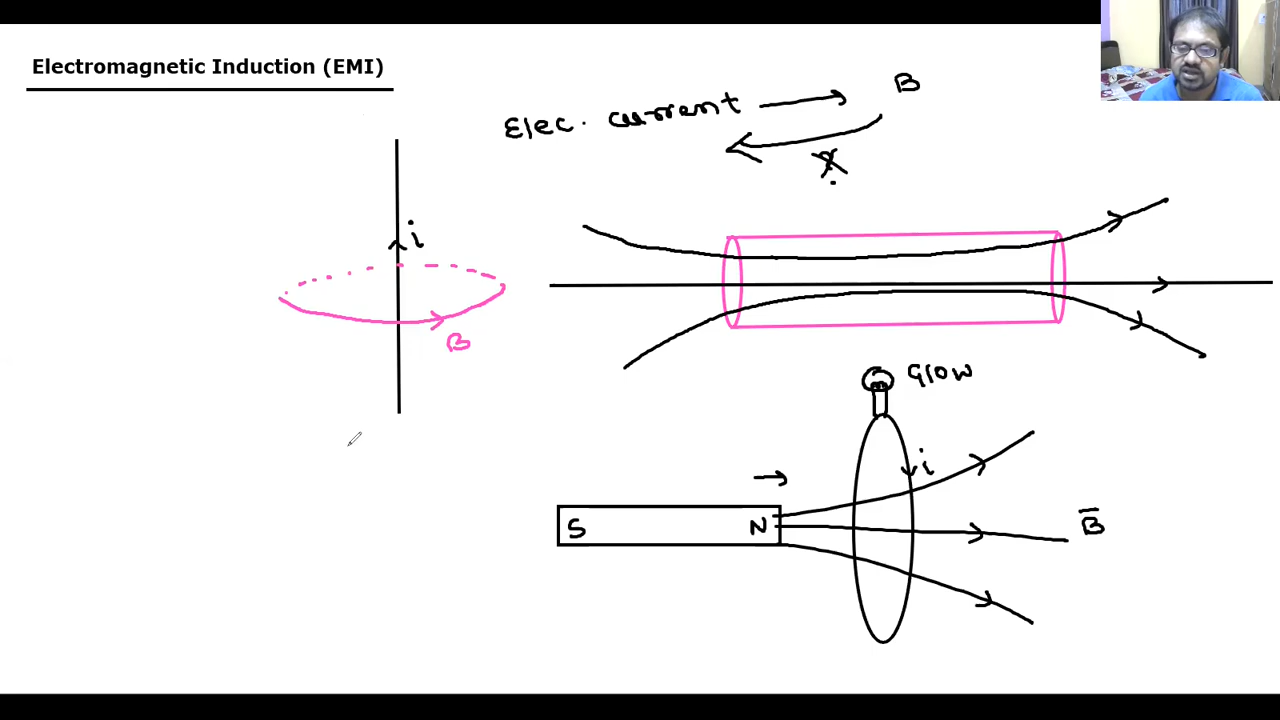 Electromagnetic Induction (EMI)
Elec. current → B
i
B
Glow
i
S N
B̅